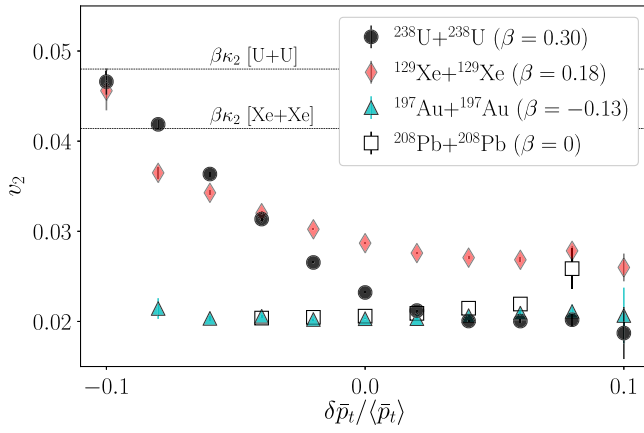 ²³⁸U+²³⁸U (β = 0.30)
¹²⁹Xe+¹²⁹Xe (β = 0.18)
¹⁹⁷Au+¹⁹⁷Au (β = −0.13)
²⁰⁸Pb+²⁰⁸Pb (β = 0)
βκ₂ [U+U]
βκ₂ [Xe+Xe]
0.05
0.04
0.03
0.02
v₂
−0.1
0.0
0.1
δp̄ₜ/⟨p̄ₜ⟩